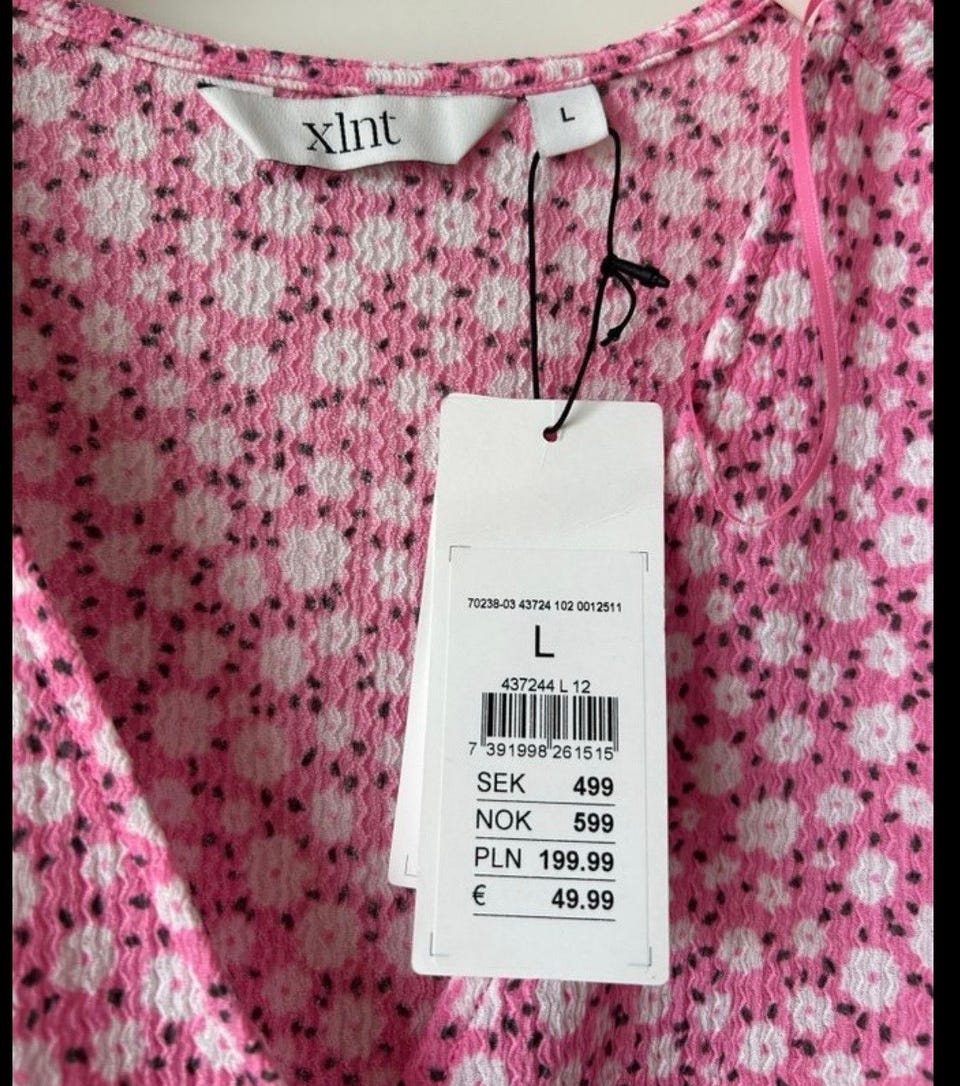 xlnt
L
70238-03 43724 102 0012511
L
437244 L 12
7 391998 261515
SEK 499
NOK 599
PLN 199.99
€ 49.99